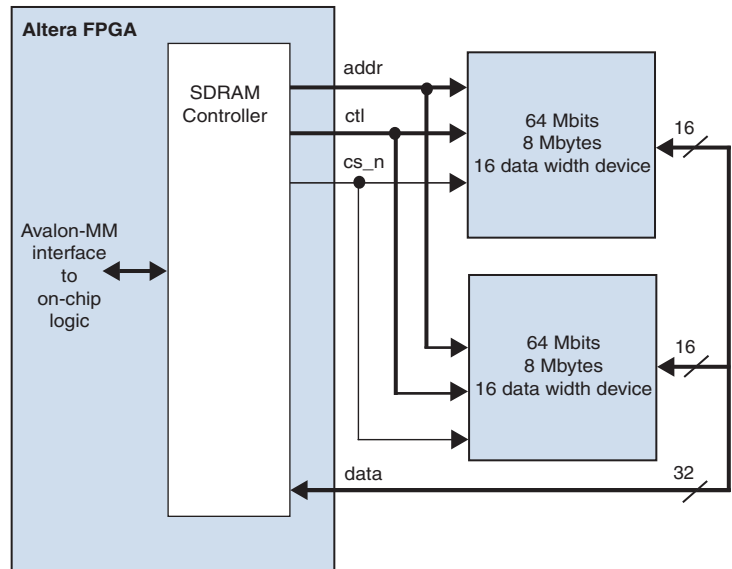 Altera FPGA
SDRAM
Controller
addr
ctl
cs_n
64 Mbits
8 Mbytes
16 data width device
16
Avalon-MM
interface
to
on-chip
logic
64 Mbits
8 Mbytes
16 data width device
16
data
32